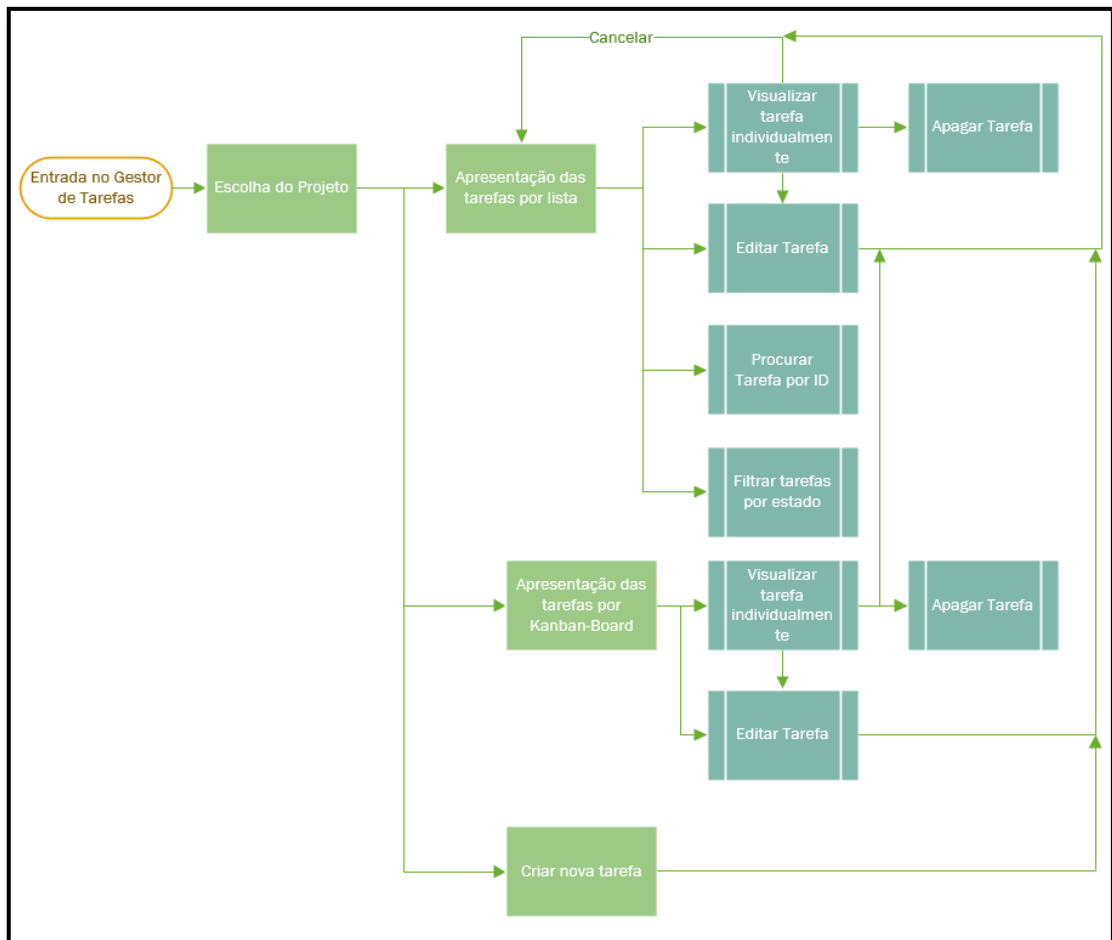 Cancelar
Visualizar
tarefa
individualmen
te
Apagar Tarefa
Entrada no Gestor
de Tarefas
Escolha do Projeto
Apresentação das
tarefas por lista
Editar Tarefa
Procurar
Tarefa por ID
Filtrar tarefas
por estado
Apresentação das
tarefas por
Kanban-Board
Visualizar
tarefa
individualmen
te
Apagar Tarefa
Editar Tarefa
Criar nova tarefa